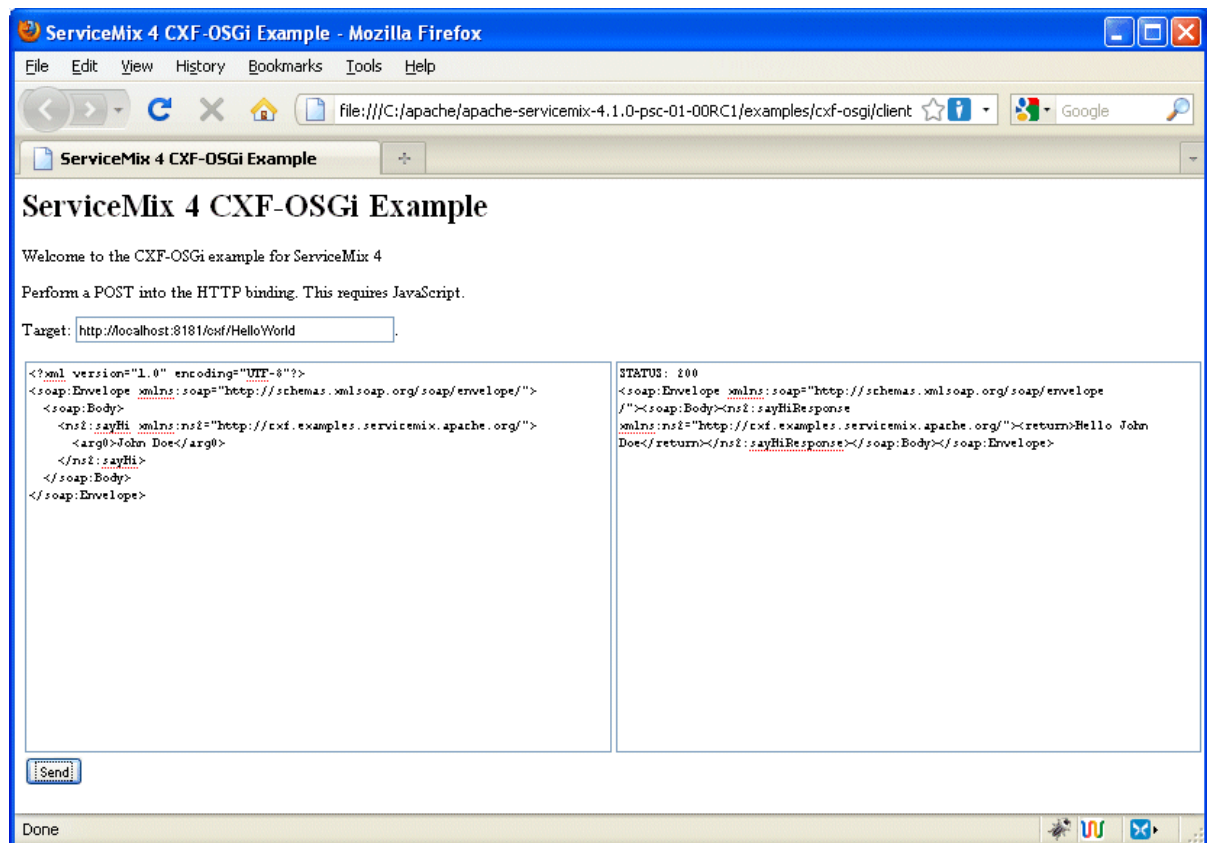 ServiceMix 4 CXF-OSGi Example - Mozilla Firefox
File Edit View History Bookmarks Tools Help
file:///C:/apache/apache-servicemix-4.1.0-psc-01-00RC1/examples/cxf-osgi/client
Google
ServiceMix 4 CXF-OSGi Example
ServiceMix 4 CXF-OSGi Example
Welcome to the CXF-OSGi example for ServiceMix 4
Perform a POST into the HTTP binding. This requires JavaScript.
Target: http://localhost:8181/cxf/HelloWorld .
<?xml version="1.0" encoding="UTF-8"?>
<soap:Envelope xmlns:soap="http://schemas.xmlsoap.org/soap/envelope/">
<soap:Body>
<ns2:sayHi xmlns:ns2="http://cxf.examples.servicemix.apache.org/">
<arg0>John Doe</arg0>
</ns2:sayHi>
</soap:Body>
</soap:Envelope>
STATUS: 200
<soap:Envelope xmlns:soap="http://schemas.xmlsoap.org/soap/envelope
/"><soap:Body><ns2:sayHiResponse
xmlns:ns2="http://cxf.examples.servicemix.apache.org/"><return>Hello John
Doe</return></ns2:sayHiResponse></soap:Body></soap:Envelope>
Send
Done